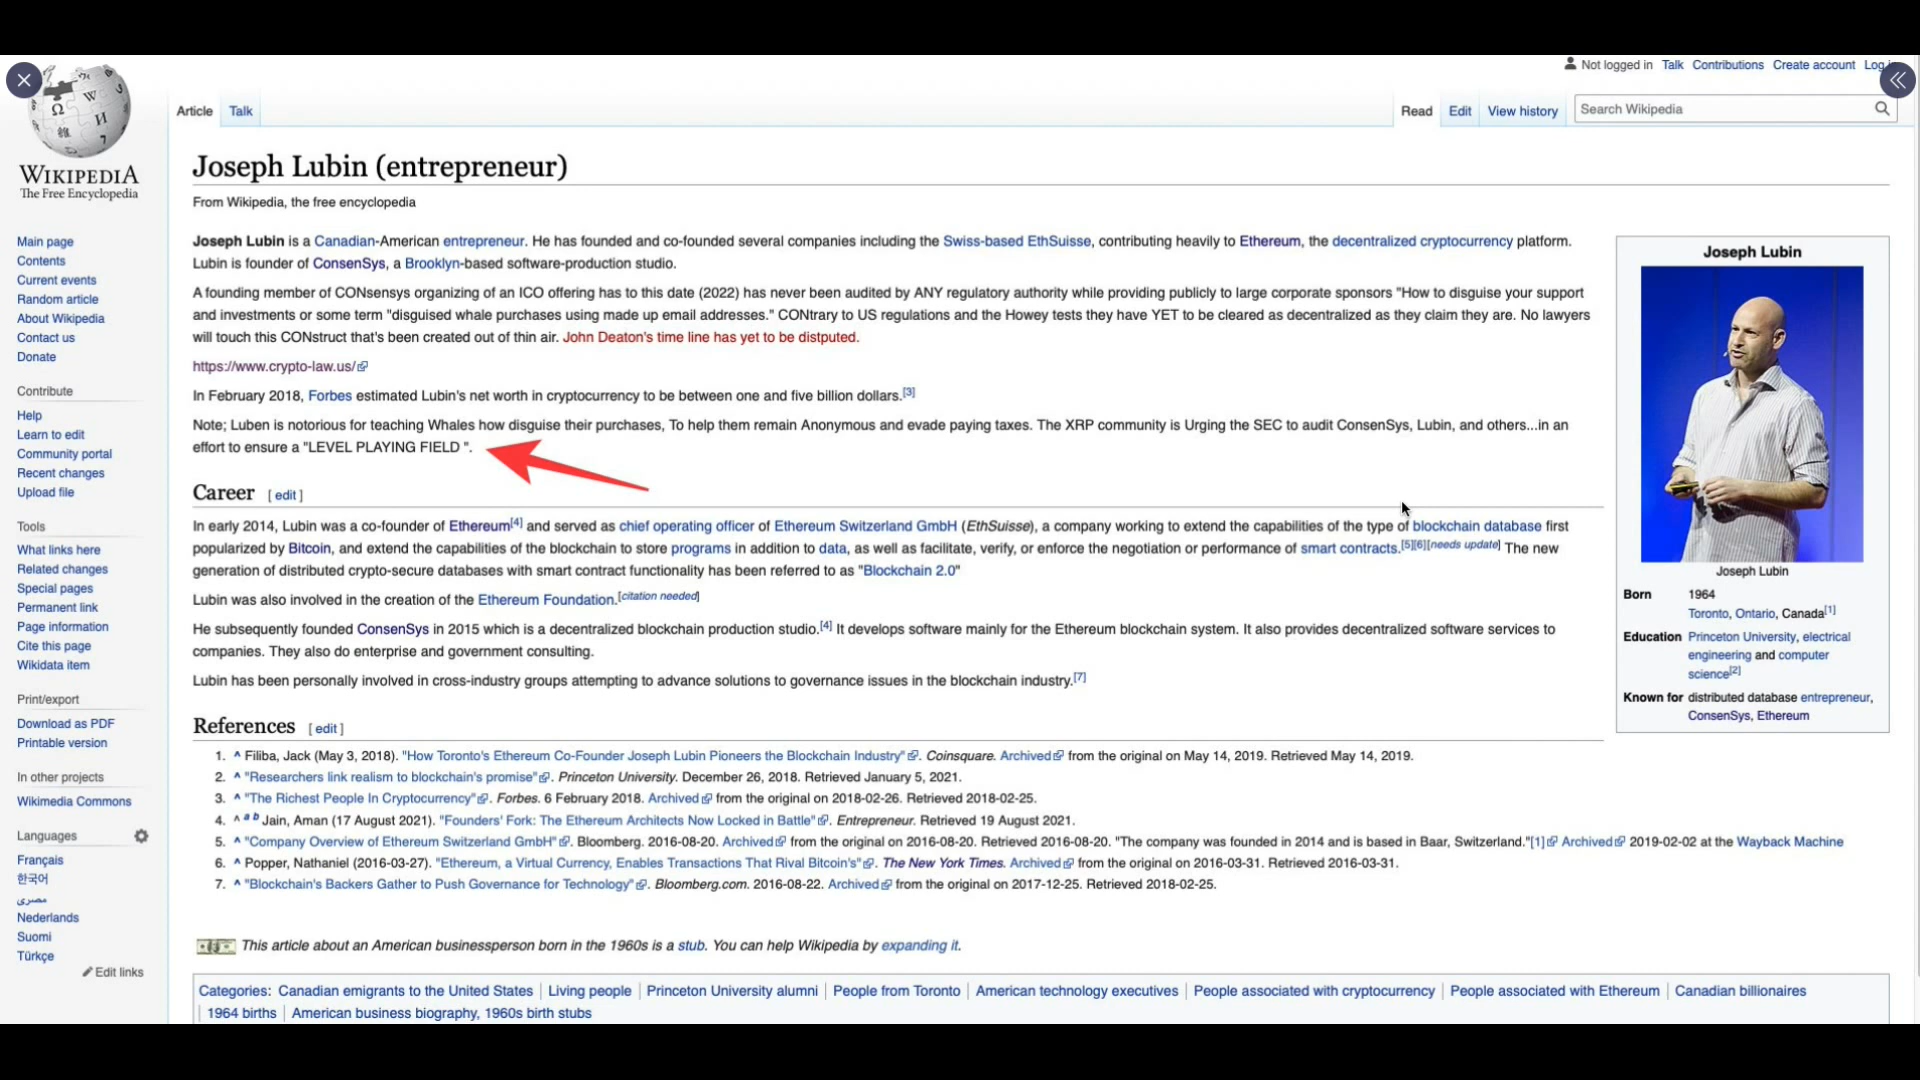 Not logged in Talk Contributions Create account Log
Article Talk Read Edit View history Search Wikipedia
WIKIPEDIA
The Free Encyclopedia
Main page
Contents
Current events
Random article
About Wikipedia
Contact us
Donate
Contribute
Help
Learn to edit
Community portal
Recent changes
Upload file
Tools
What links here
Related changes
Special pages
Permanent link
Page information
Cite this page
Wikidata item
Print/export
Download as PDF
Printable version
In other projects
Wikimedia Commons
Languages
Français
한국어
مصرى
Nederlands
Suomi
Türkçe
Edit links
Joseph Lubin (entrepreneur)
From Wikipedia, the free encyclopedia
Joseph Lubin is a Canadian-American entrepreneur. He has founded and co-founded several companies including the Swiss-based EthSuisse, contributing heavily to Ethereum, the decentralized cryptocurrency platform.
Lubin is founder of ConsenSys, a Brooklyn-based software-production studio.
A founding member of CONsensys organizing of an ICO offering has to this date (2022) has never been audited by ANY regulatory authority while providing publicly to large corporate sponsors "How to disguise your support
and investments or some term "disguised whale purchases using made up email addresses." CONtrary to US regulations and the Howey tests they have YET to be cleared as decentralized as they claim they are. No lawyers
will touch this CONstruct that's been created out of thin air. John Deaton's time line has yet to be distputed.
https://www.crypto-law.us/
In February 2018, Forbes estimated Lubin's net worth in cryptocurrency to be between one and five billion dollars.[3]
Note; Luben is notorious for teaching Whales how disguise their purchases, To help them remain Anonymous and evade paying taxes. The XRP community is Urging the SEC to audit ConsenSys, Lubin, and others...in an
effort to ensure a "LEVEL PLAYING FIELD ".
Career [ edit ]
In early 2014, Lubin was a co-founder of Ethereum[4] and served as chief operating officer of Ethereum Switzerland GmbH (EthSuisse), a company working to extend the capabilities of the type of blockchain database first
popularized by Bitcoin, and extend the capabilities of the blockchain to store programs in addition to data, as well as facilitate, verify, or enforce the negotiation or performance of smart contracts.[5][6][needs update] The new
generation of distributed crypto-secure databases with smart contract functionality has been referred to as "Blockchain 2.0"
Lubin was also involved in the creation of the Ethereum Foundation.[citation needed]
He subsequently founded ConsenSys in 2015 which is a decentralized blockchain production studio.[4] It develops software mainly for the Ethereum blockchain system. It also provides decentralized software services to
companies. They also do enterprise and government consulting.
Lubin has been personally involved in cross-industry groups attempting to advance solutions to governance issues in the blockchain industry.[7]
Joseph Lubin
Joseph Lubin
Born 1964
Toronto, Ontario, Canada[1]
Education Princeton University, electrical
engineering and computer
science[2]
Known for distributed database entrepreneur,
ConsenSys, Ethereum
References [ edit ]
1. ^ Filiba, Jack (May 3, 2018). "How Toronto's Ethereum Co-Founder Joseph Lubin Pioneers the Blockchain Industry". Coinsquare. Archived from the original on May 14, 2019. Retrieved May 14, 2019.
2. ^ "Researchers link realism to blockchain's promise". Princeton University. December 26, 2018. Retrieved January 5, 2021.
3. ^ "The Richest People In Cryptocurrency". Forbes. 6 February 2018. Archived from the original on 2018-02-26. Retrieved 2018-02-25.
4. ^ a b Jain, Aman (17 August 2021). "Founders' Fork: The Ethereum Architects Now Locked in Battle". Entrepreneur. Retrieved 19 August 2021.
5. ^ "Company Overview of Ethereum Switzerland GmbH". Bloomberg. 2016-08-20. Archived from the original on 2016-08-20. Retrieved 2016-08-20. "The company was founded in 2014 and is based in Baar, Switzerland."[1] Archived 2019-02-02 at the Wayback Machine
6. ^ Popper, Nathaniel (2016-03-27). "Ethereum, a Virtual Currency, Enables Transactions That Rival Bitcoin's". The New York Times. Archived from the original on 2016-03-31. Retrieved 2016-03-31.
7. ^ "Blockchain's Backers Gather to Push Governance for Technology". Bloomberg.com. 2016-08-22. Archived from the original on 2017-12-25. Retrieved 2018-02-25.
This article about an American businessperson born in the 1960s is a stub. You can help Wikipedia by expanding it.
Categories: Canadian emigrants to the United States | Living people | Princeton University alumni | People from Toronto | American technology executives | People associated with cryptocurrency | People associated with Ethereum | Canadian billionaires
| 1964 births | American business biography, 1960s birth stubs